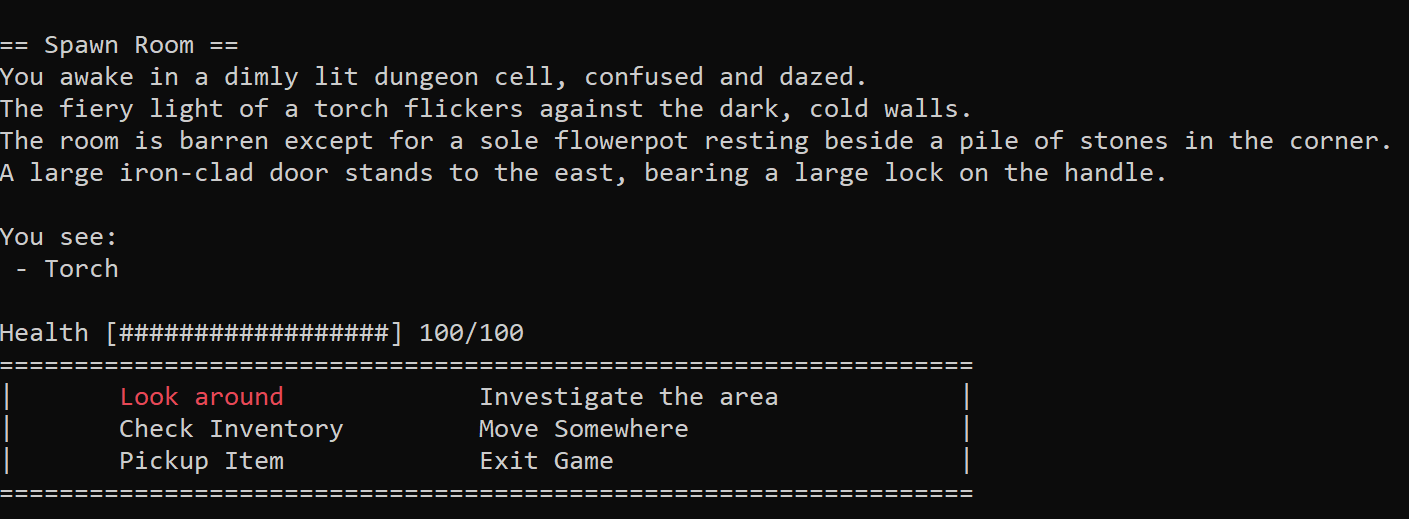 == Spawn Room ==
You awake in a dimly lit dungeon cell, confused and dazed.
The fiery light of a torch flickers against the dark, cold walls.
The room is barren except for a sole flowerpot resting beside a pile of stones in the corner.
A large iron-clad door stands to the east, bearing a large lock on the handle.

You see:
 - Torch

Health [##################] 100/100
=================================================================
|       Look around             Investigate the area            |
|       Check Inventory         Move Somewhere                  |
|       Pickup Item             Exit Game                       |
=================================================================